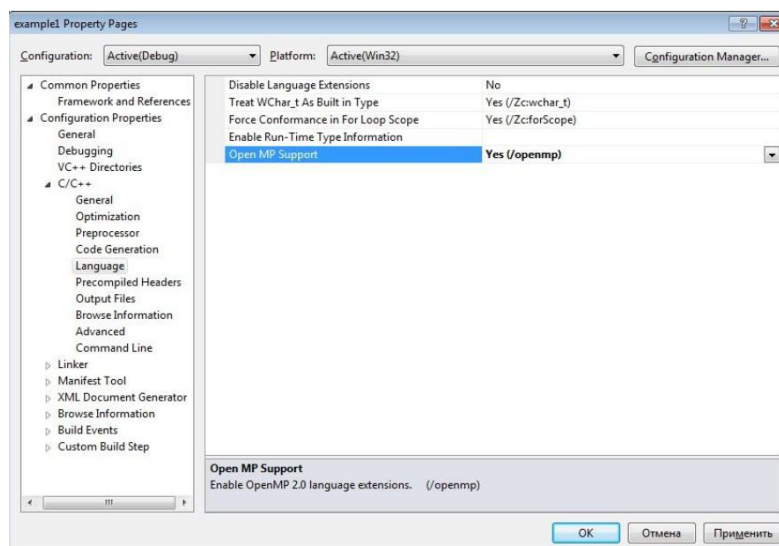 example1 Property Pages
Configuration: Active(Debug) Platform: Active(Win32) Configuration Manager...
Common Properties
Framework and References
Configuration Properties
General
Debugging
VC++ Directories
C/C++
General
Optimization
Preprocessor
Code Generation
Language
Precompiled Headers
Output Files
Browse Information
Advanced
Command Line
Linker
Manifest Tool
XML Document Generator
Browse Information
Build Events
Custom Build Step
Disable Language Extensions No
Treat WChar_t As Built in Type Yes (/Zc:wchar_t)
Force Conformance in For Loop Scope Yes (/Zc:forScope)
Enable Run-Time Type Information
Open MP Support Yes (/openmp)
Open MP Support
Enable OpenMP 2.0 language extensions. (/openmp)
OK Отмена Применить